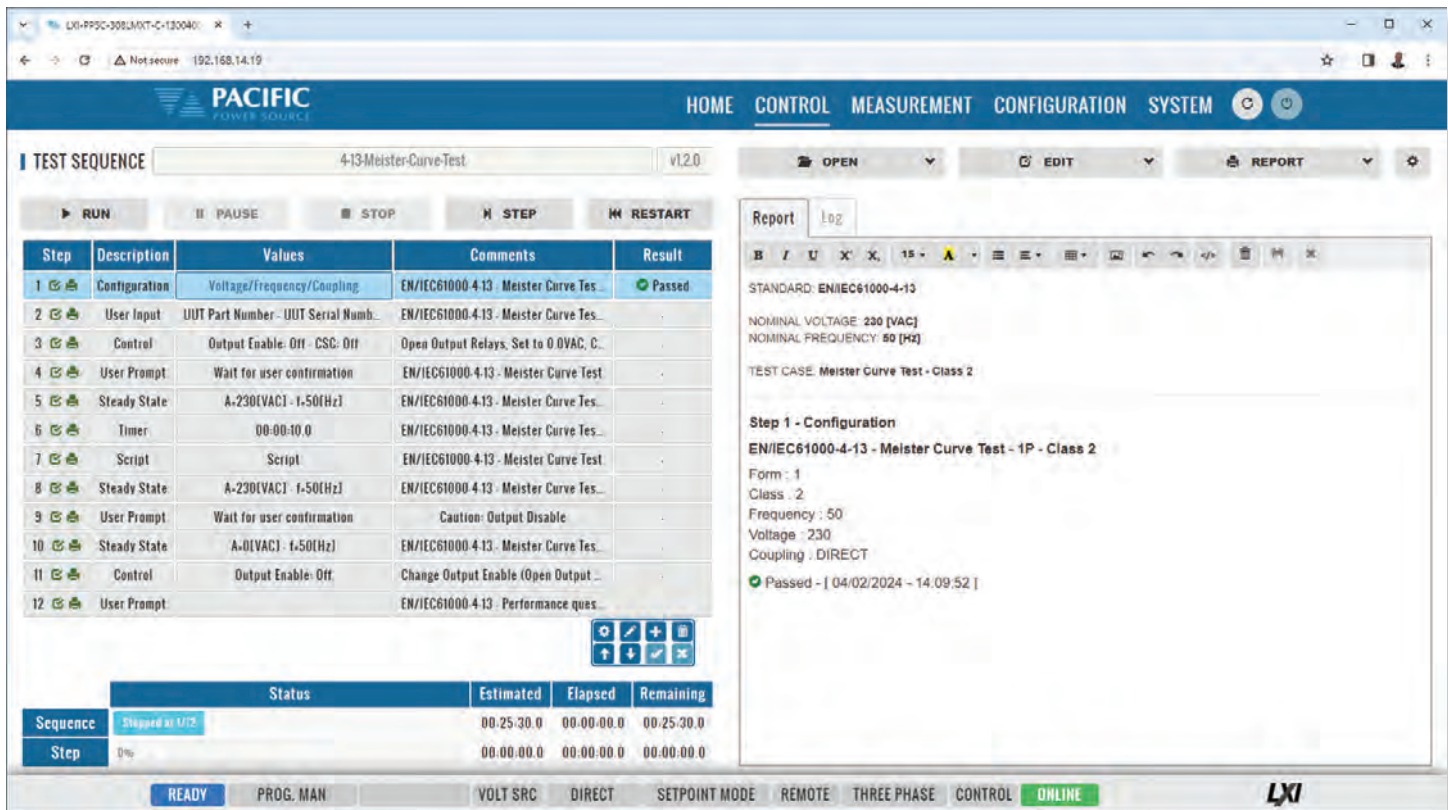 LXI-PPSC-308LMXT-C-130040
Not secure 192.168.14.19
PACIFIC
POWER SOURCE
HOME CONTROL MEASUREMENT CONFIGURATION SYSTEM
TEST SEQUENCE 4-13-Meister-Curve-Test v1.2.0
OPEN EDIT REPORT
RUN PAUSE STOP STEP RESTART
Report Log
Step Description Values Comments Result
B I U X X, 15 A </>
1 Configuration Voltage/Frequency/Coupling EN/IEC61000-4-13 - Meister Curve Tes... Passed
2 User Input UUT Part Number - UUT Serial Numb... EN/IEC61000-4-13 - Meister Curve Tes... -
3 Control Output Enable: Off - CSC: Off Open Output Relays, Set to 0.0VAC, C... -
4 User Prompt Wait for user confirmation EN/IEC61000-4-13 - Meister Curve Test -
5 Steady State A=230[VAC] - f=50[Hz] EN/IEC61000-4-13 - Meister Curve Tes... -
6 Timer 00:00:10.0 EN/IEC61000-4-13 - Meister Curve Tes... -
7 Script Script EN/IEC61000-4-13 - Meister Curve Test -
8 Steady State A=230[VAC] - f=50[Hz] EN/IEC61000-4-13 - Meister Curve Tes... -
9 User Prompt Wait for user confirmation Caution: Output Disable -
10 Steady State A=0[VAC] - f=50[Hz] EN/IEC61000-4-13 - Meister Curve Tes... -
11 Control Output Enable: Off Change Output Enable (Open Output ... -
12 User Prompt EN/IEC61000-4-13 - Performance ques...
STANDARD: EN/IEC61000-4-13
NOMINAL VOLTAGE: 230 [VAC]
NOMINAL FREQUENCY: 50 [Hz]
TEST CASE: Meister Curve Test - Class 2
Step 1 - Configuration
EN/IEC61000-4-13 - Meister Curve Test - 1P - Class 2
Form : 1
Class : 2
Frequency : 50
Voltage : 230
Coupling : DIRECT
Passed - [ 04/02/2024 - 14:09:52 ]
Status Estimated Elapsed Remaining
Sequence Stopped at 1/12 00:25:30.0 00:00:00.0 00:25:30.0
Step 0% 00:00:00.0 00:00:00.0 00:00:00.0
READY PROG. MAN VOLT SRC DIRECT SETPOINT MODE REMOTE THREE PHASE CONTROL ONLINE LXI